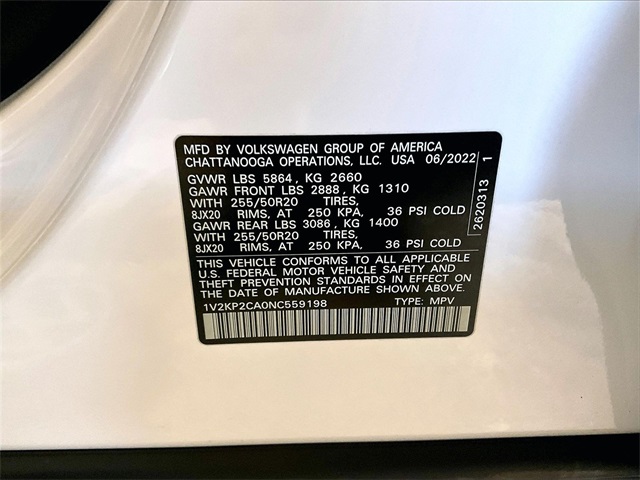 MFD BY VOLKSWAGEN GROUP OF AMERICA
CHATTANOOGA OPERATIONS, LLC. USA 06/2022
GVWR LBS 5864, KG 2660
GAWR FRONT LBS 2888, KG 1310
WITH 255/50R20 TIRES,
8JX20 RIMS, AT 250 KPA, 36 PSI COLD
GAWR REAR LBS 3086, KG 1400
WITH 255/50R20 TIRES,
8JX20 RIMS, AT 250 KPA, 36 PSI COLD
THIS VEHICLE CONFORMS TO ALL APPLICABLE
U.S. FEDERAL MOTOR VEHICLE SAFETY AND
THEFT PREVENTION STANDARDS IN EFFECT ON
THE DATE OF MANUFACTURE SHOWN ABOVE
1V2KP2CA0NC559198 TYPE: MPV
2620313 1